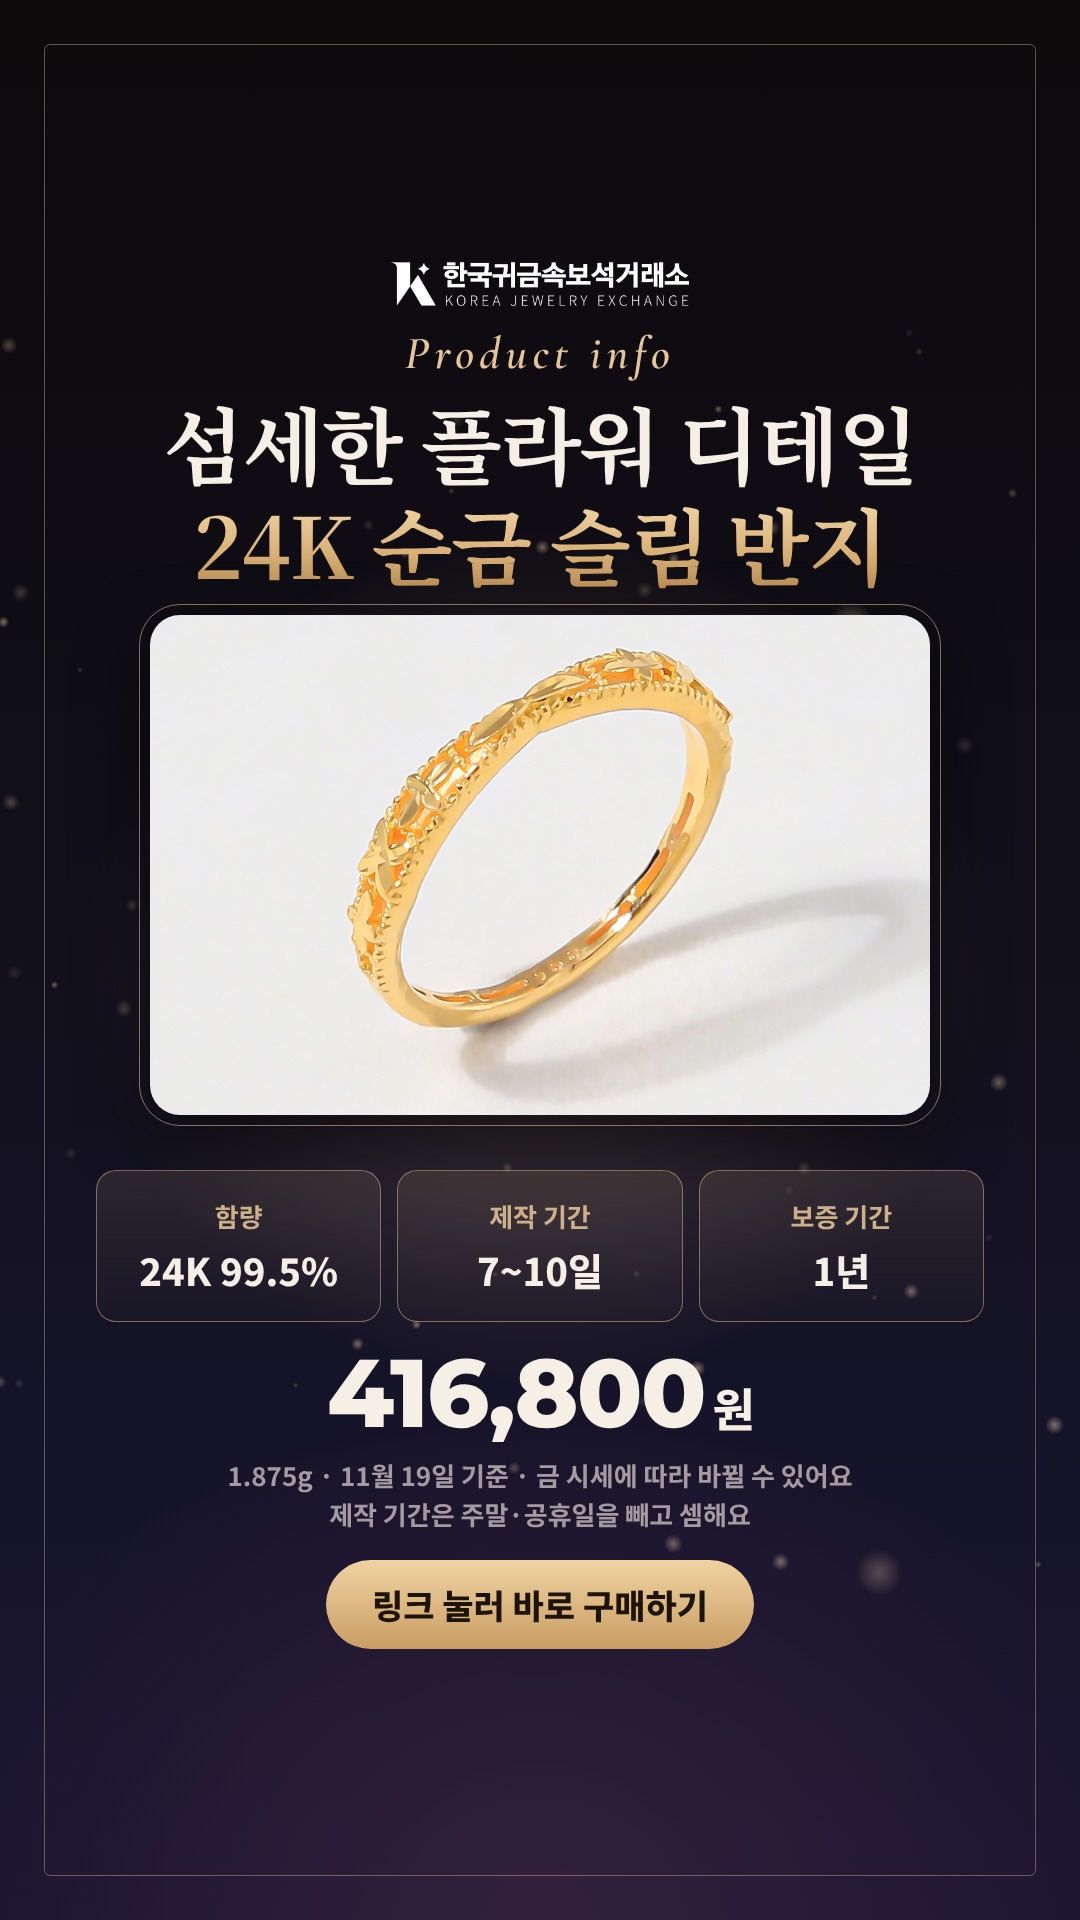 한국귀금속보석거래소
KOREA JEWELRY EXCHANGE
Product info
섬세한 플라워 디테일
24K 순금 슬림 반지
함량
24K 99.5%
제작 기간
7~10일
보증 기간
1년
416,800원
1.875g · 11월 19일 기준 · 금 시세에 따라 바뀔 수 있어요
제작 기간은 주말·공휴일을 빼고 셈해요
링크 눌러 바로 구매하기